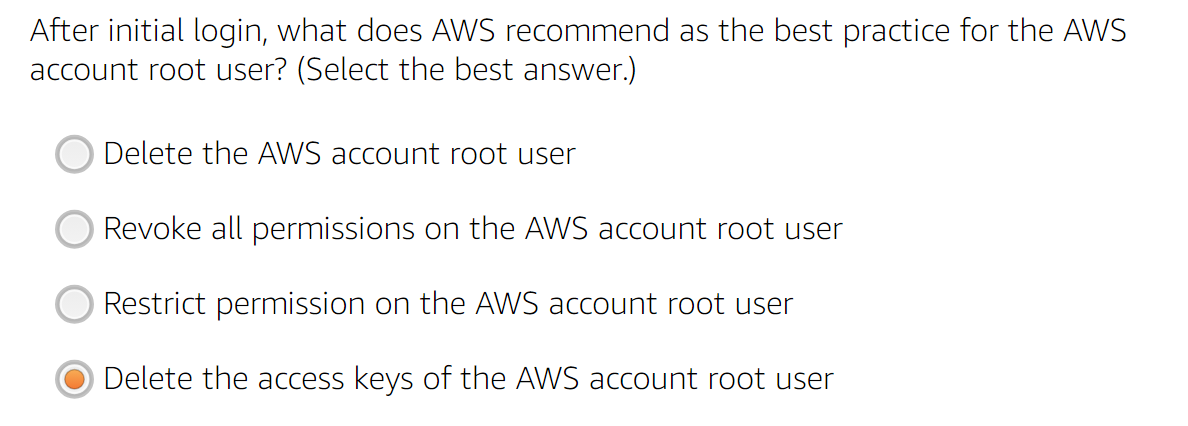 After initial login, what does AWS recommend as the best practice for the AWS
account root user? (Select the best answer.)
Delete the AWS account root user
Revoke all permissions on the AWS account root user
Restrict permission on the AWS account root user
Delete the access keys of the AWS account root user